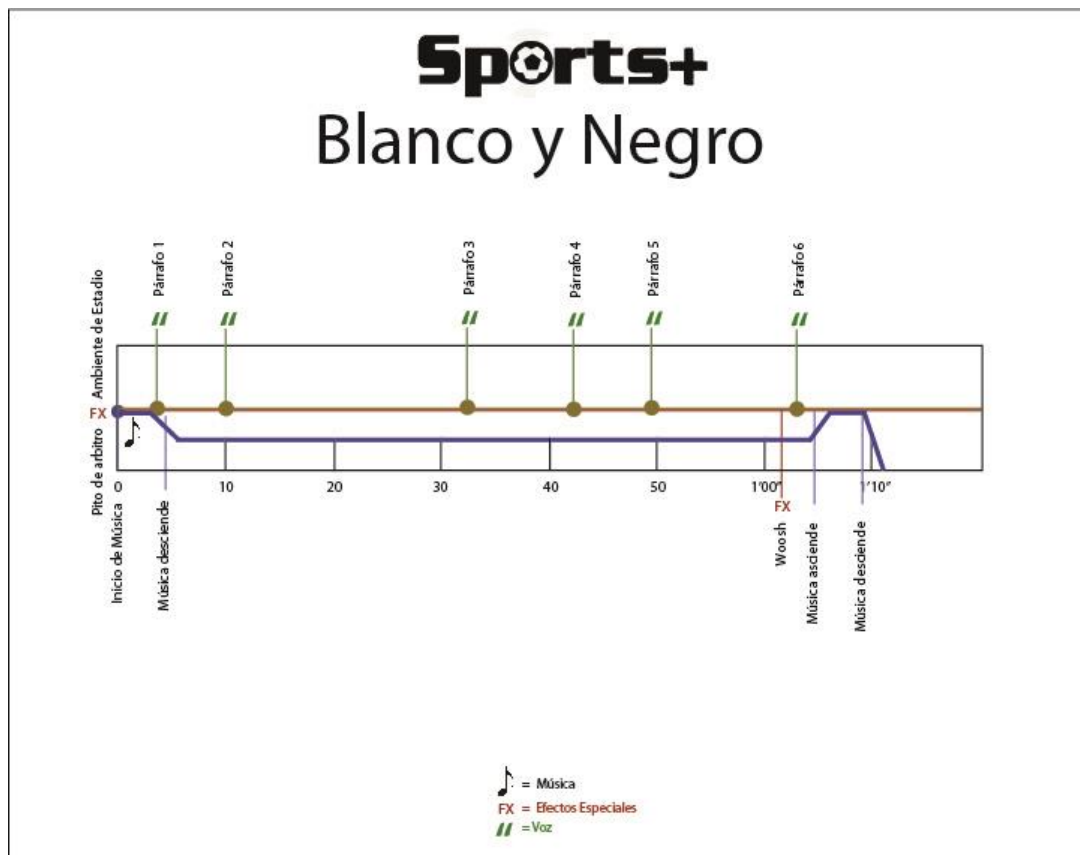 Sports+
Blanco y Negro
Párrafo 1
Párrafo 2
Párrafo 3
Párrafo 4
Párrafo 5
Párrafo 6
Ambiente de Estadio
FX
Pito de arbitro
0
10
20
30
40
50
1'00"
1'10"
FX
Inicio de Música
Música desciende
Woosh
Música asciende
Música desciende
= Música
FX = Efectos Especiales
= Voz